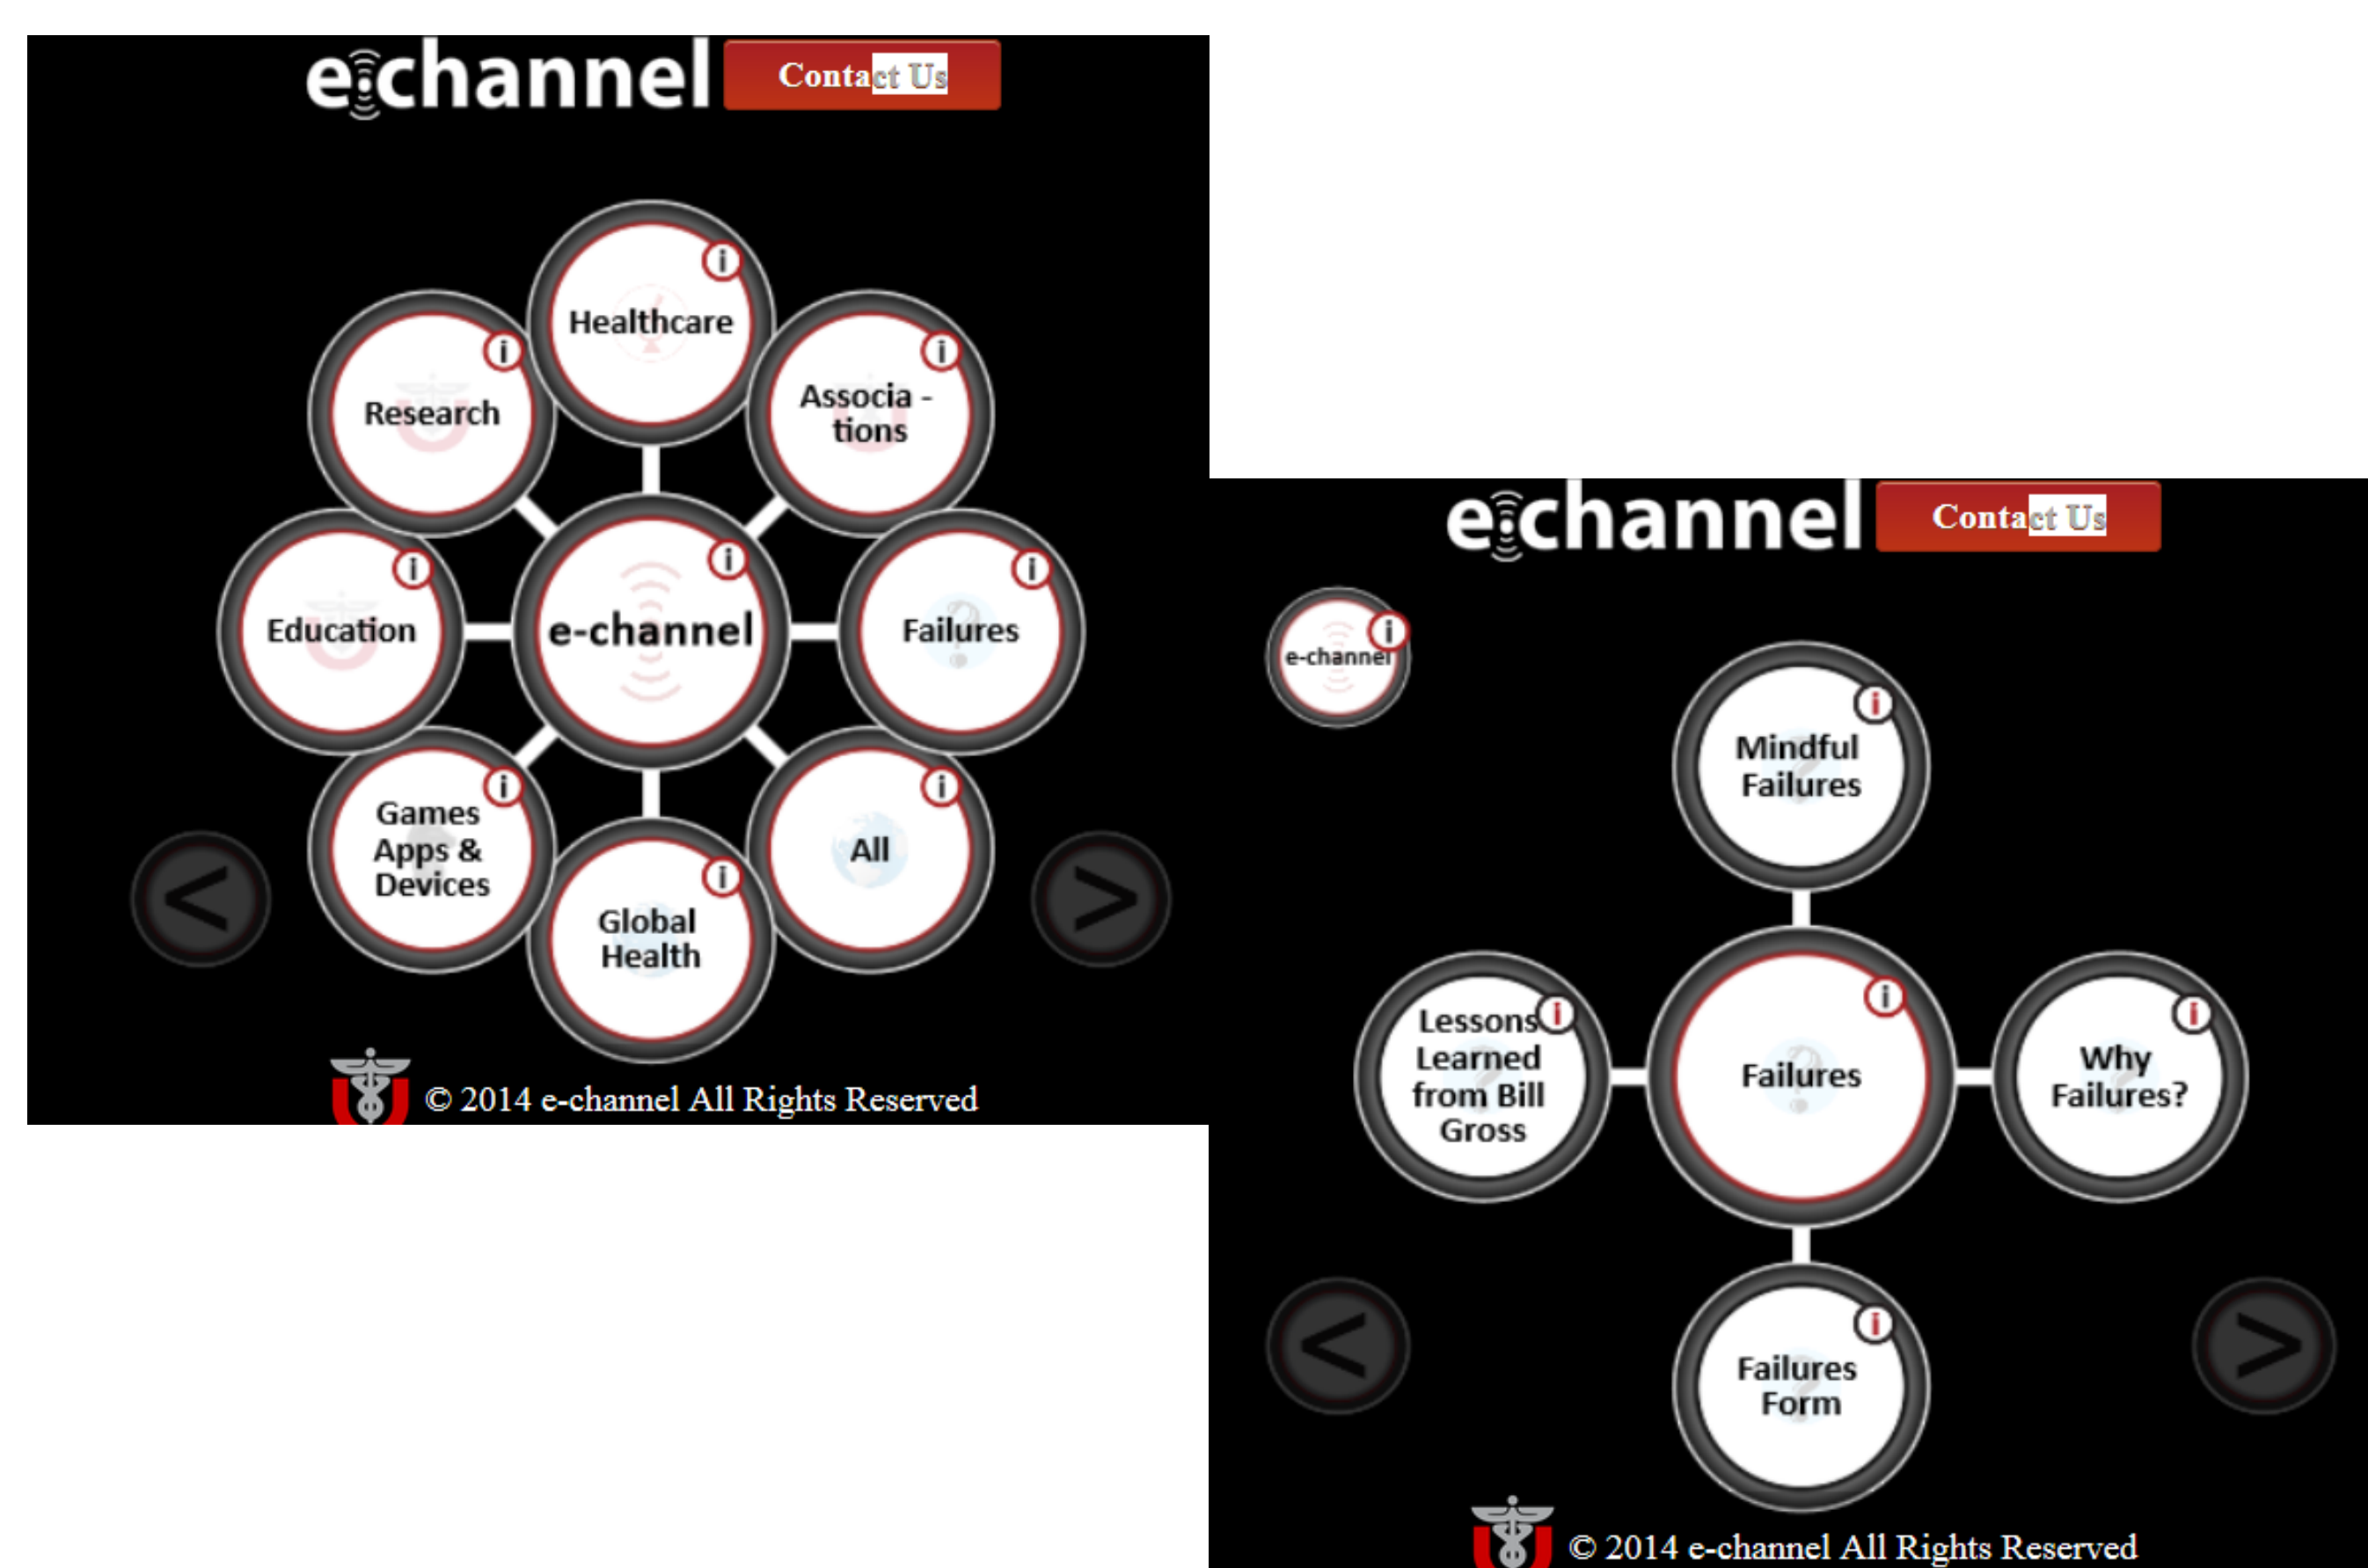 e-channel
Contact Us
Healthcare
i
Research
i
Associa -
tions
i
Education
i
e-channel
i
Failures
i
Games
Apps &
Devices
i
Global
Health
i
All
i
<
>
© 2014 e-channel All Rights Reserved
e-channel
Contact Us
e-channel
i
Mindful
Failures
i
Lessons
Learned
from Bill
Gross
i
Failures
i
Why
Failures?
i
Failures
Form
i
<
>
© 2014 e-channel All Rights Reserved